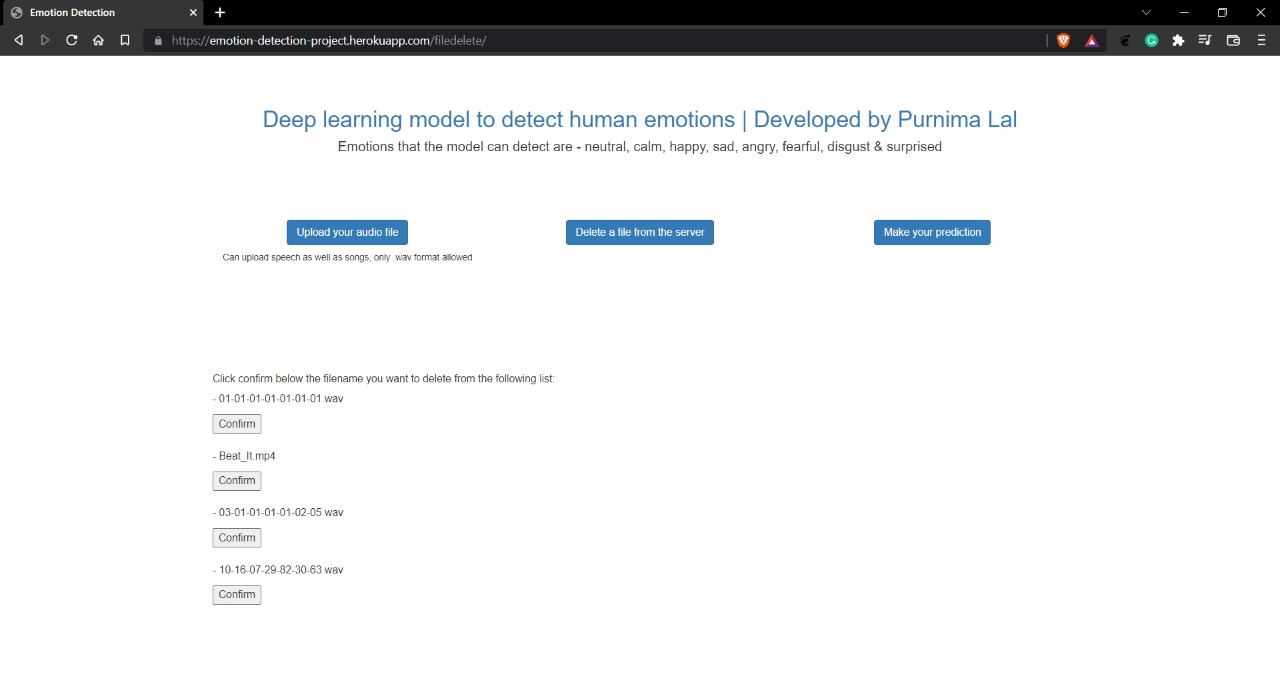 Emotion Detection
https://emotion-detection-project.herokuapp.com/filedelete/
Deep learning model to detect human emotions | Developed by Purnima Lal
Emotions that the model can detect are - neutral, calm, happy, sad, angry, fearful, disgust & surprised
Upload your audio file
Delete a file from the server
Make your prediction
Can upload speech as well as songs, only .wav format allowed
Click confirm below the filename you want to delete from the following list:
- 01-01-01-01-01-01-01.wav
Confirm
- Beat_It.mp4
Confirm
- 03-01-01-01-01-02-05.wav
Confirm
- 10-16-07-29-82-30-63.wav
Confirm